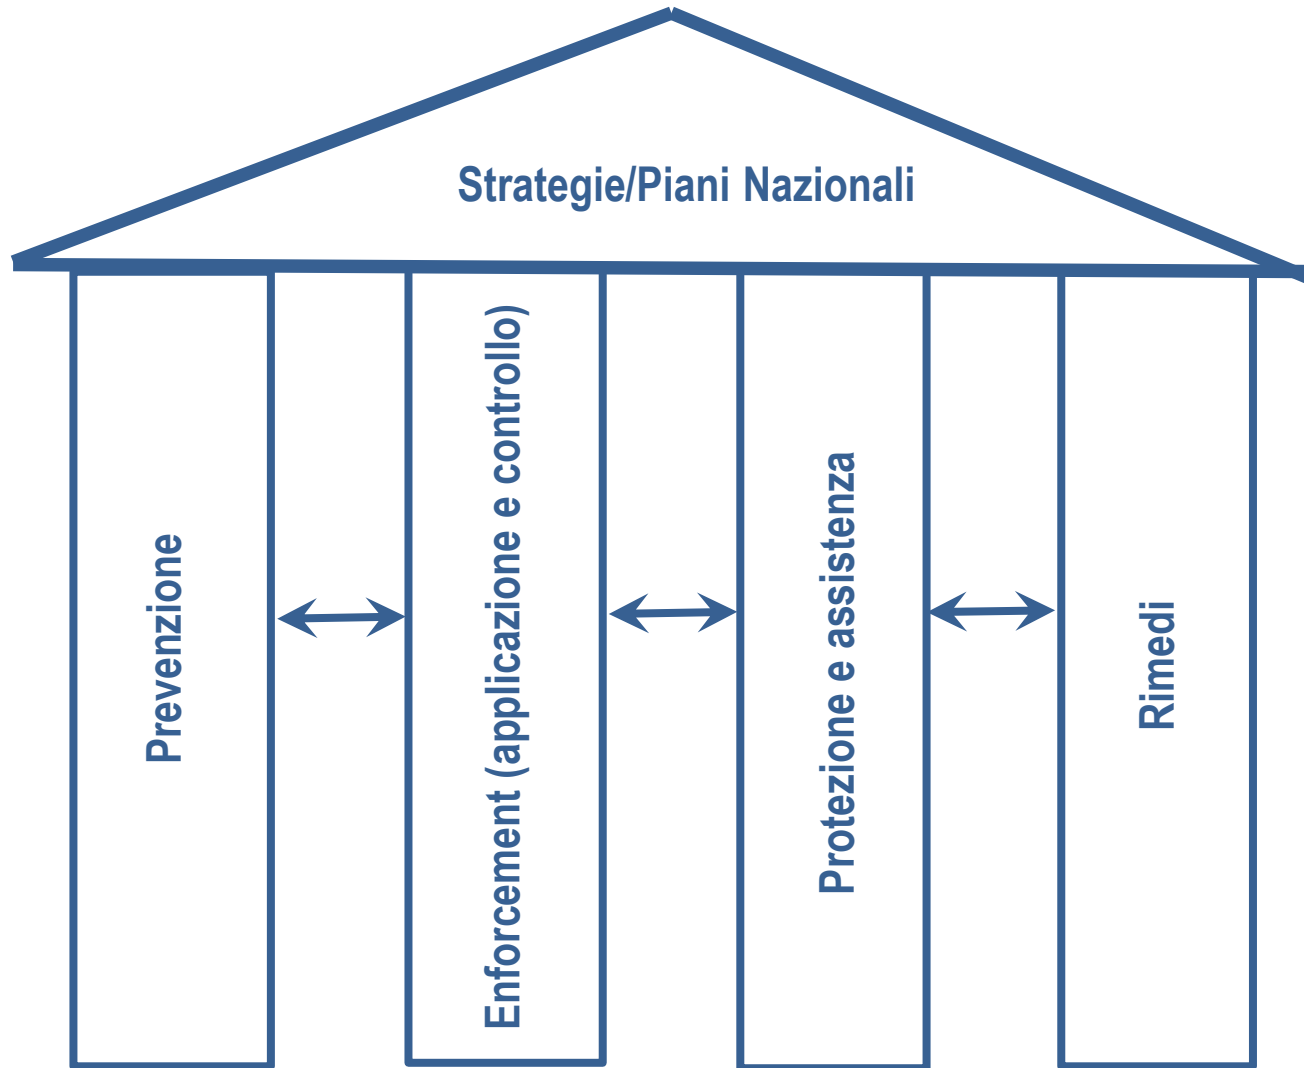 Strategie/Piani Nazionali
Prevenzione
Enforcement (applicazione e controllo)
Protezione e assistenza
Rimedi